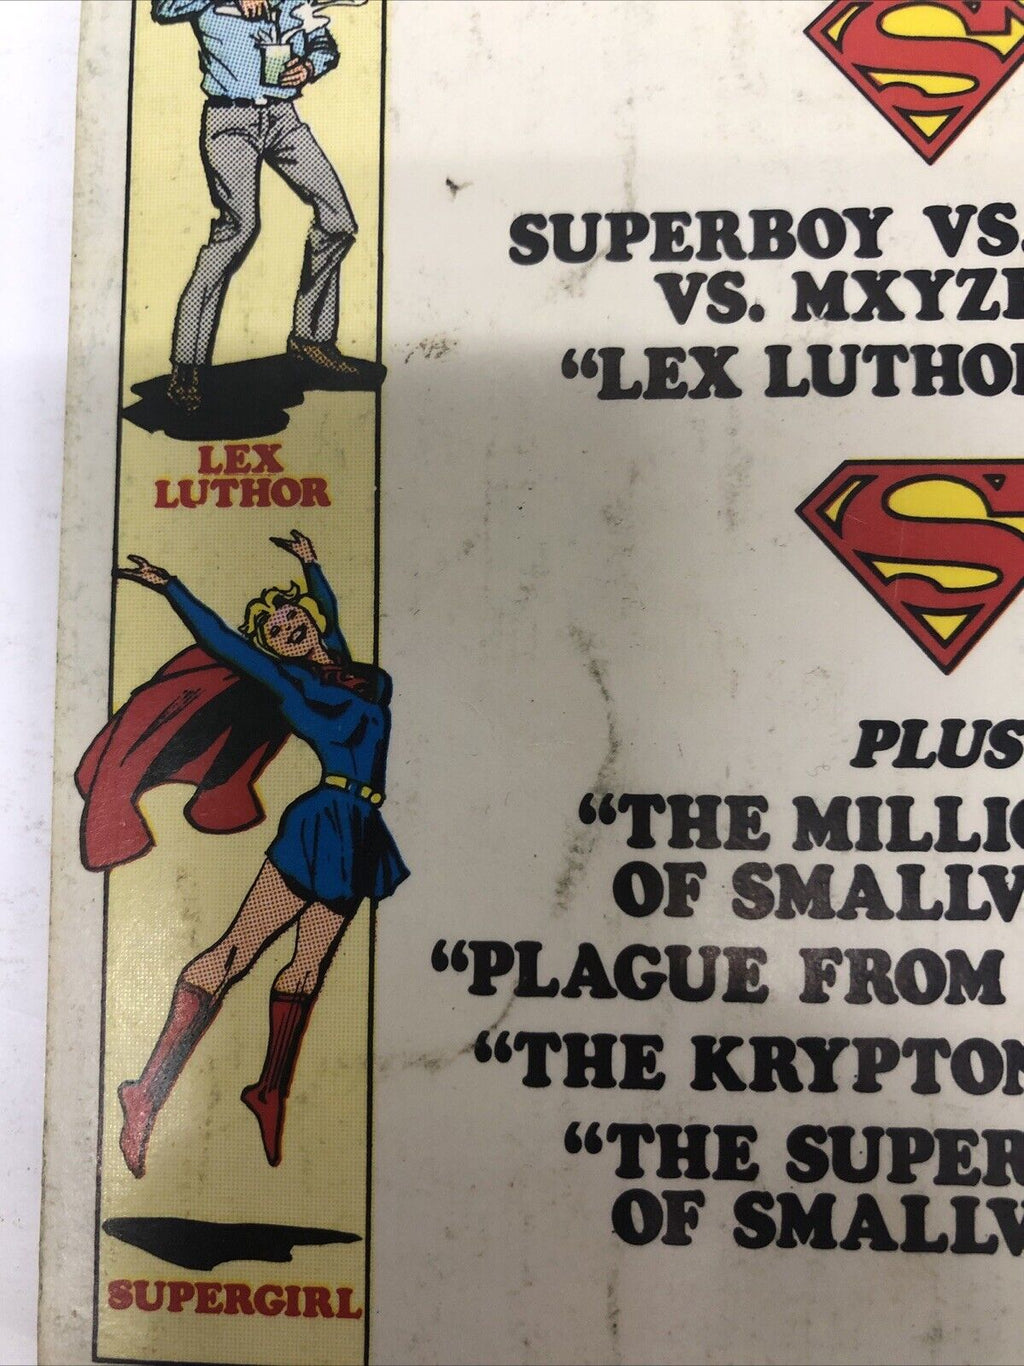 SUPERBOY VS.
VS. MXYZ
“LEX LUTHO
LEX
LUTHOR
PLUS
“THE MILLI
OF SMALLV
“PLAGUE FROM
“THE KRYPTON
“THE SUPER
OF SMALLV
SUPERGIRL